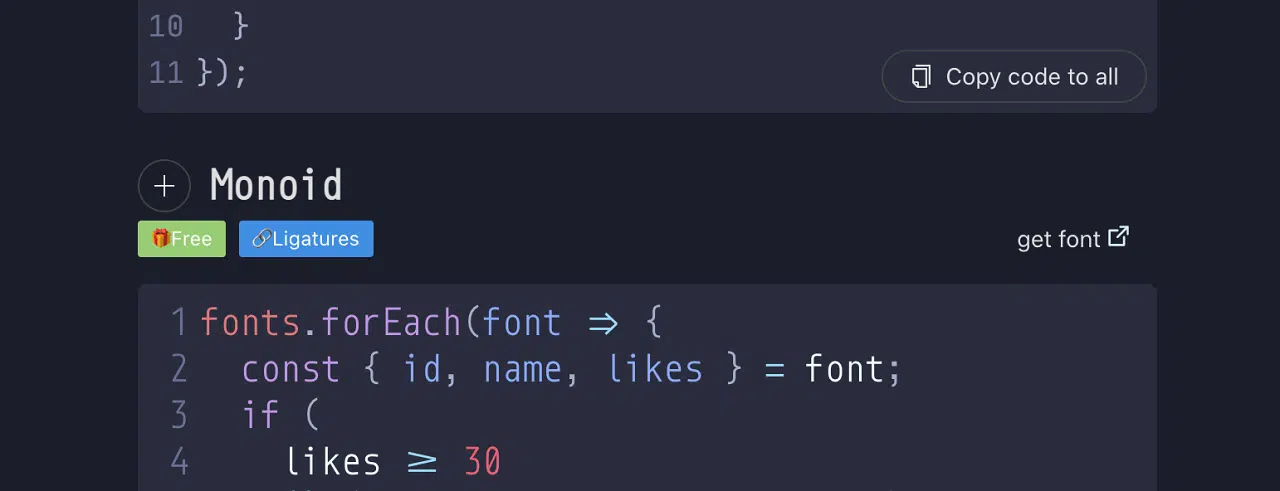 10 }
11 });
Copy code to all
Monoid
🎁Free 🔗Ligatures
get font
1 fonts.forEach(font => {
2 const { id, name, likes } = font;
3 if (
4 likes >= 30